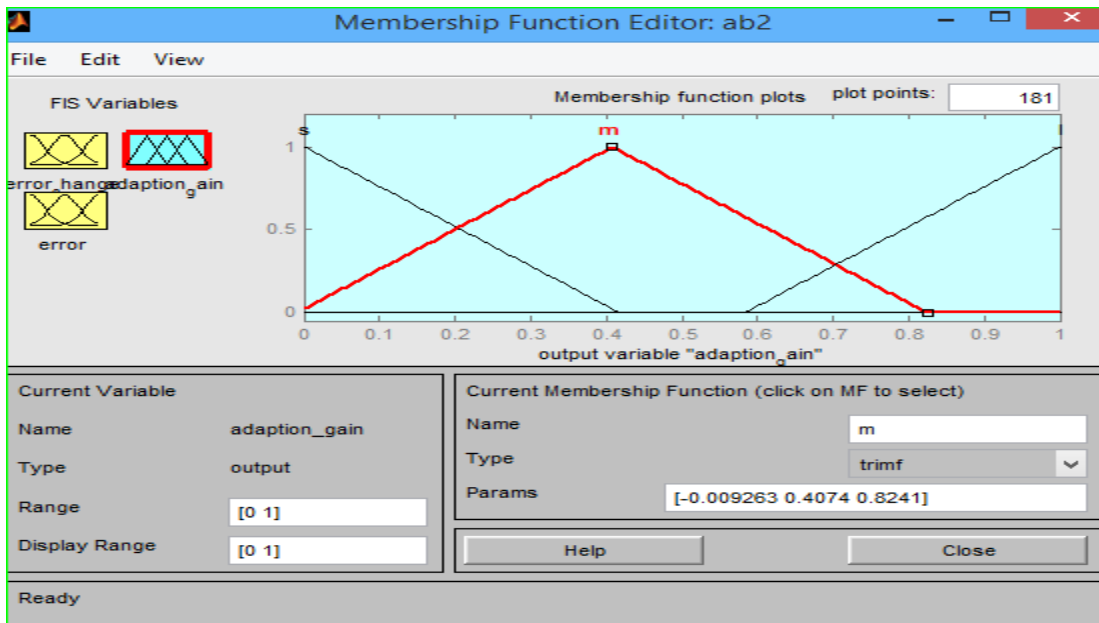 Membership Function Editor: ab2
File Edit View
FIS Variables
Membership function plots plot points: 181
error_change adaption_gain
error
s m l
1
0.5
0
0 0.1 0.2 0.3 0.4 0.5 0.6 0.7 0.8 0.9 1
output variable "adaption_gain"
Current Variable
Name adaption_gain
Type output
Range [0 1]
Display Range [0 1]
Current Membership Function (click on MF to select)
Name m
Type trimf
Params [-0.009263 0.4074 0.8241]
Help Close
Ready